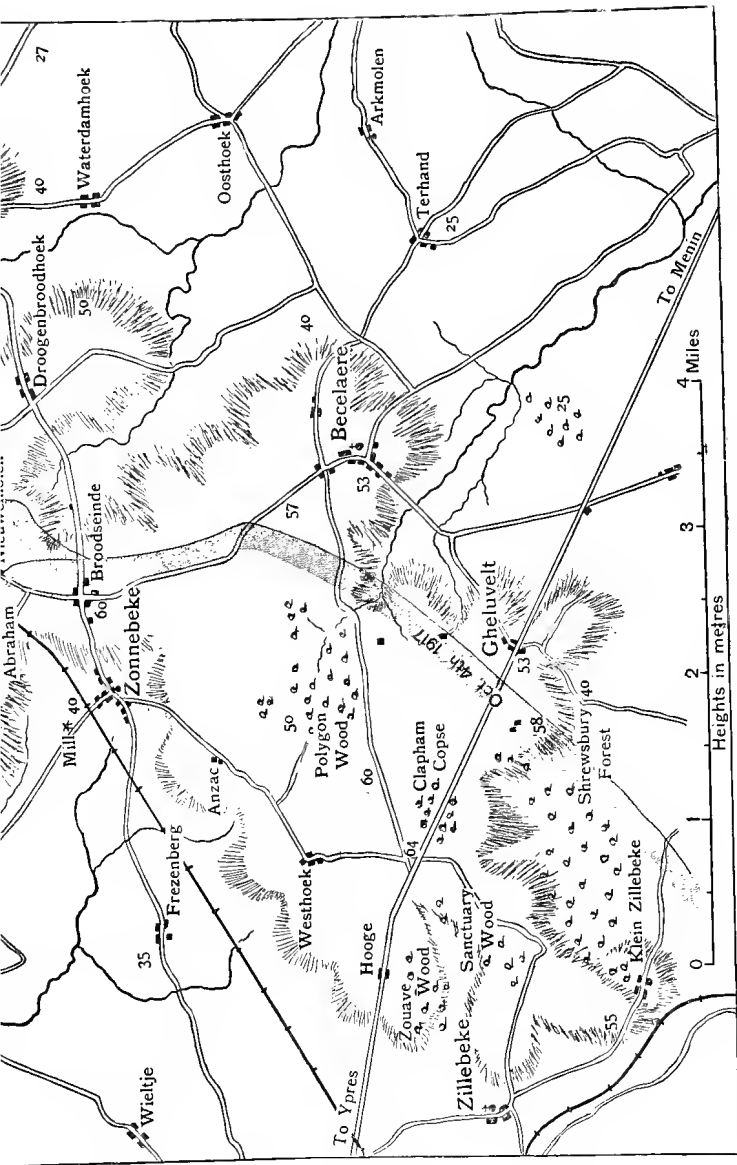 27
Waterdamhoek
40
Oosthoek
Arkmolen
Terhand
25
Droogenbroodhoek
50
40
To Menin
Becelaere
53
57
25
Broodseinde
60
Abraham
Zonnebeke
Mill
40
Polygon
Wood
50
60
ct. 4th 1917
Gheluvelt
53
58
40
Anzac
Clapham
Copse
Shrewsbury
Forest
Frezenberg
35
Westhoek
64
Hooge
Zouave
Wood
Sanctuary
Wood
Klein Zillebeke
55
Zillebeke
Wieltje
To Ypres
0 1 2 3 4 Miles
Heights in metres